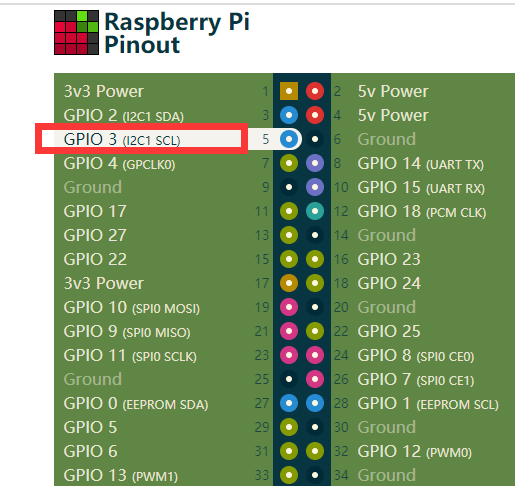 Raspberry Pi
Pinout
3v3 Power 1 2 5v Power
GPIO 2 (I2C1 SDA) 3 4 5v Power
GPIO 3 (I2C1 SCL) 5 6 Ground
GPIO 4 (GPCLK0) 7 8 GPIO 14 (UART TX)
Ground 9 10 GPIO 15 (UART RX)
GPIO 17 11 12 GPIO 18 (PCM CLK)
GPIO 27 13 14 Ground
GPIO 22 15 16 GPIO 23
3v3 Power 17 18 GPIO 24
GPIO 10 (SPI0 MOSI) 19 20 Ground
GPIO 9 (SPI0 MISO) 21 22 GPIO 25
GPIO 11 (SPI0 SCLK) 23 24 GPIO 8 (SPI0 CE0)
Ground 25 26 GPIO 7 (SPI0 CE1)
GPIO 0 (EEPROM SDA) 27 28 GPIO 1 (EEPROM SCL)
GPIO 5 29 30 Ground
GPIO 6 31 32 GPIO 12 (PWM0)
GPIO 13 (PWM1) 33 34 Ground